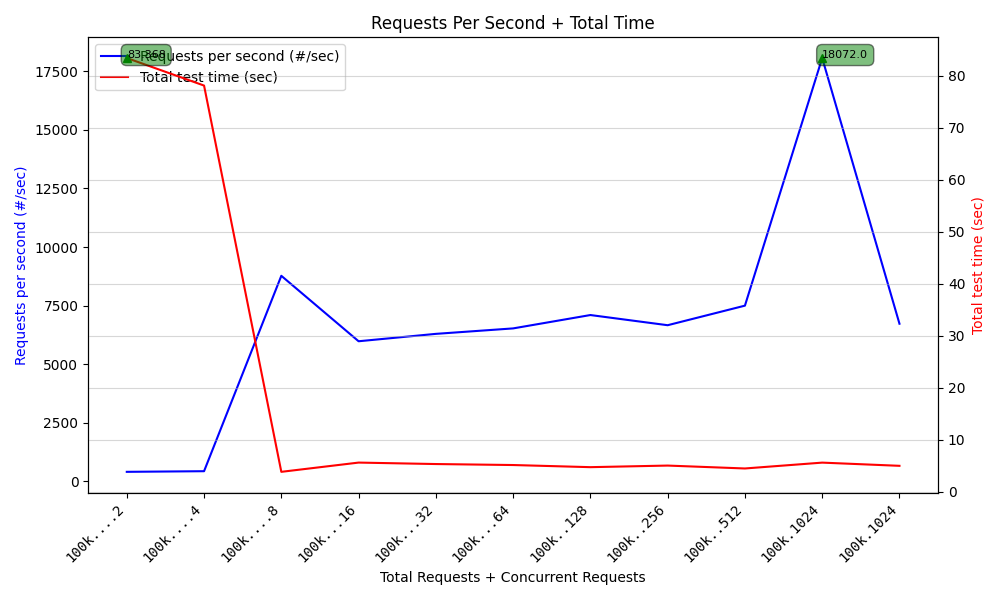 Requests Per Second + Total Time
Requests per second (#/sec)
Total test time (sec)
18072.0
17500
15000
12500
10000
7500
5000
2500
0
Requests per second (#/sec)
80
70
60
50
40
30
20
10
0
Total test time (sec)
100k....2
100k....4
100k....8
100k...16
100k...32
100k...64
100k..128
100k..256
100k..512
100k.1024
100k.1024
Total Requests + Concurrent Requests